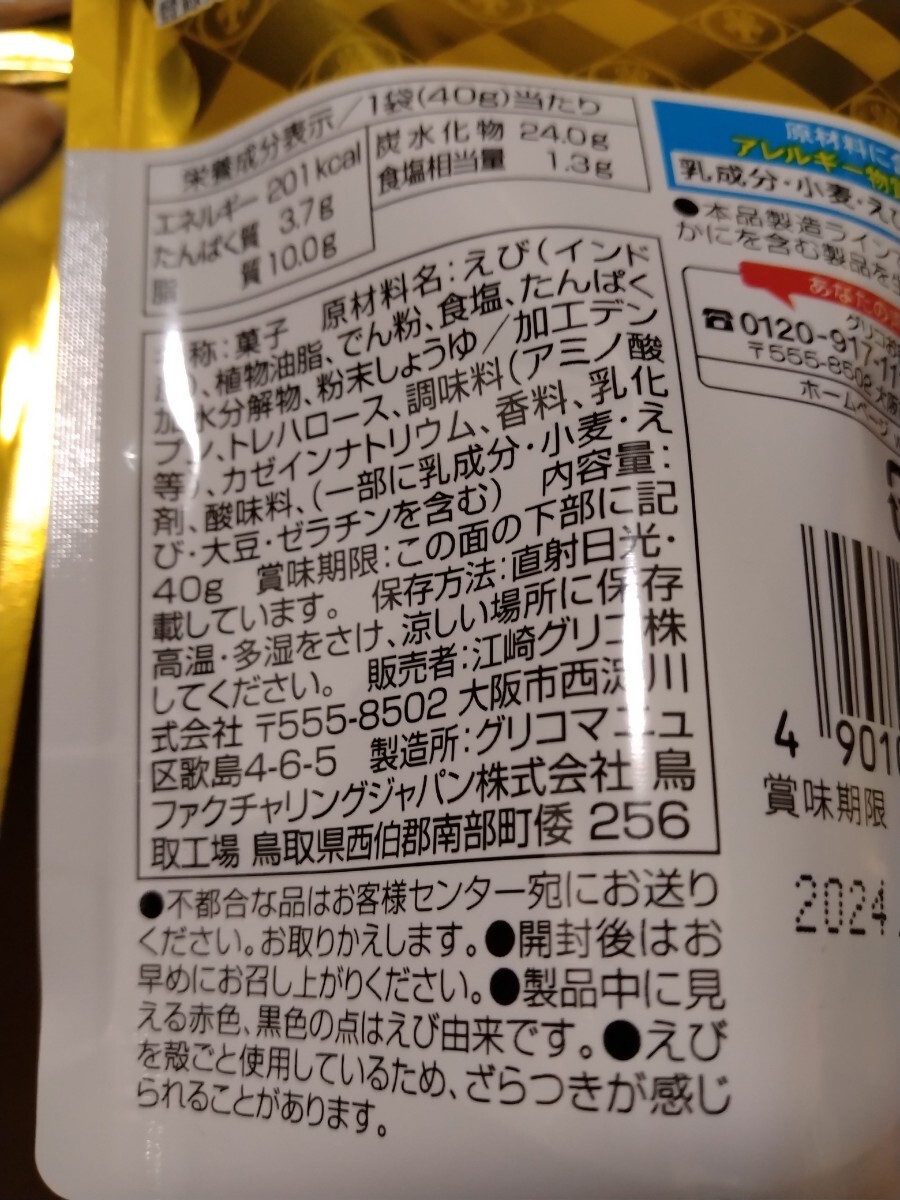 栄養成分表示/1袋(40g)当たり
エネルギー 201kcal
たんぱく質 3.7g
脂 質 10.0g
炭水化物 24.0g
食塩相当量 1.3g
称:菓子 原材料名:えび(インド
、植物油脂、でん粉、食塩、たんぱく
加水分解物、粉末しょうゆ/加工デン
プン、トレハロース、調味料(アミノ酸
等)、カゼインナトリウム、香料、乳化
剤、酸味料、(一部に乳成分・小麦・え
び・大豆・ゼラチンを含む) 内容量:
40g 賞味期限:この面の下部に記
載しています。 保存方法:直射日光・
高温・多湿をさけ、涼しい場所に保存
してください。 販売者:江崎グリコ株
式会社 〒555-8502 大阪市西淀川
区歌島4-6-5 製造所:グリコマニュ
ファクチャリングジャパン株式会社 鳥
取工場 鳥取県西伯郡南部町倭 256
●不都合な品はお客様センター宛にお送り
ください。お取りかえします。●開封後はお
早めにお召し上がりください。●製品中に見
える赤色、黒色の点はえび由来です。●えび
を殻ごと使用しているため、ざらつきが感じ
られることがあります。
原材料に
アレルギー物
乳成分・小麦・え
●本品製造ライン
かにを含む製品を
あなたの
グリコ
☎0120-917-11
〒555-8502 大阪
ホームページ
4 901
賞味期限
2024